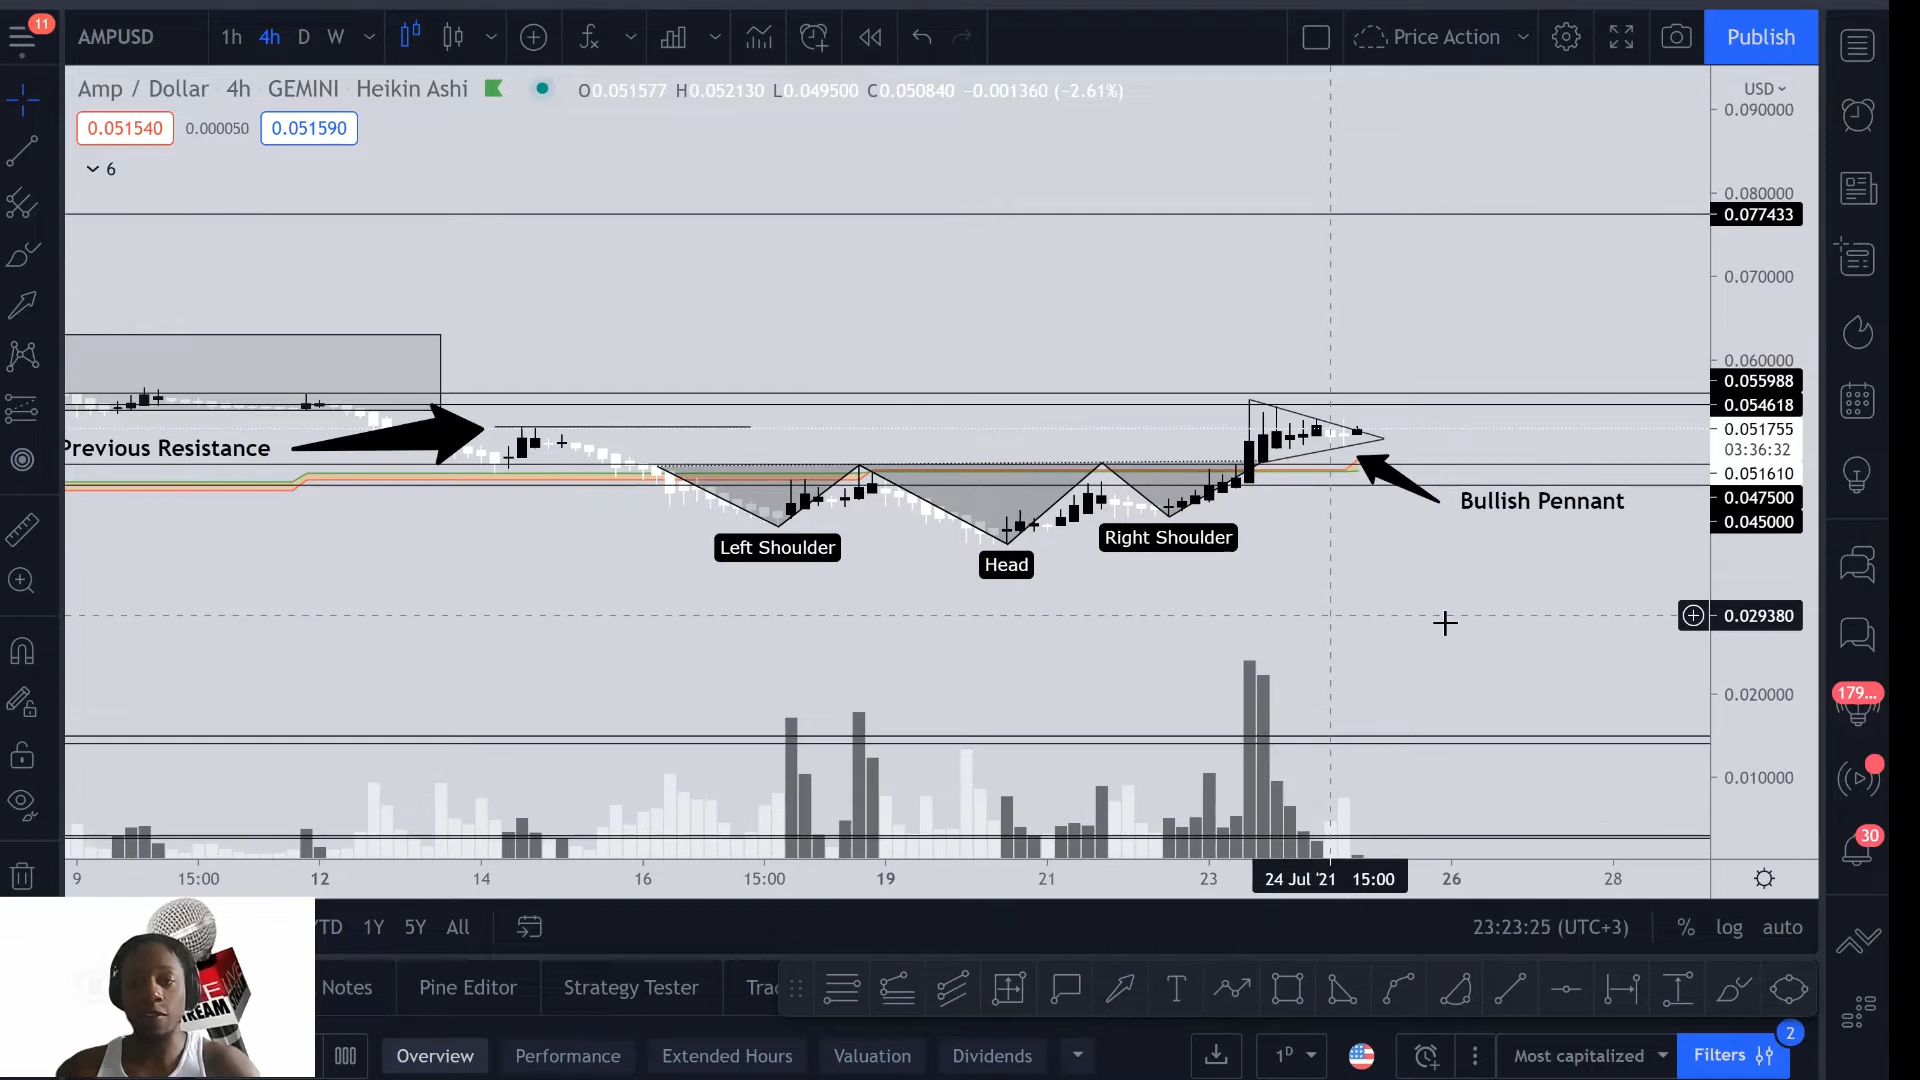 11
AMPUSD
1h 4h D W
Price Action
Publish
Amp / Dollar 4h GEMINI Heikin Ashi
O0.051577 H0.052130 L0.049500 C0.050840 −0.001360 (−2.61%)
USD
0.051540
0.000050
0.051590
6
0.090000
0.080000
0.077433
0.070000
0.060000
0.055988
0.054618
0.051755
03:36:32
0.051610
0.047500
0.045000
0.029380
0.020000
0.010000
Previous Resistance
Bullish Pennant
Left Shoulder
Head
Right Shoulder
179...
30
9 15:00 12 14 16 15:00 19 21 23 24 Jul '21 15:00 26 28
1Y 5Y All
23:23:25 (UTC+3)
% log auto
Notes
Pine Editor
Strategy Tester
Overview
Performance
Extended Hours
Valuation
Dividends
1D
Most capitalized
Filters
2